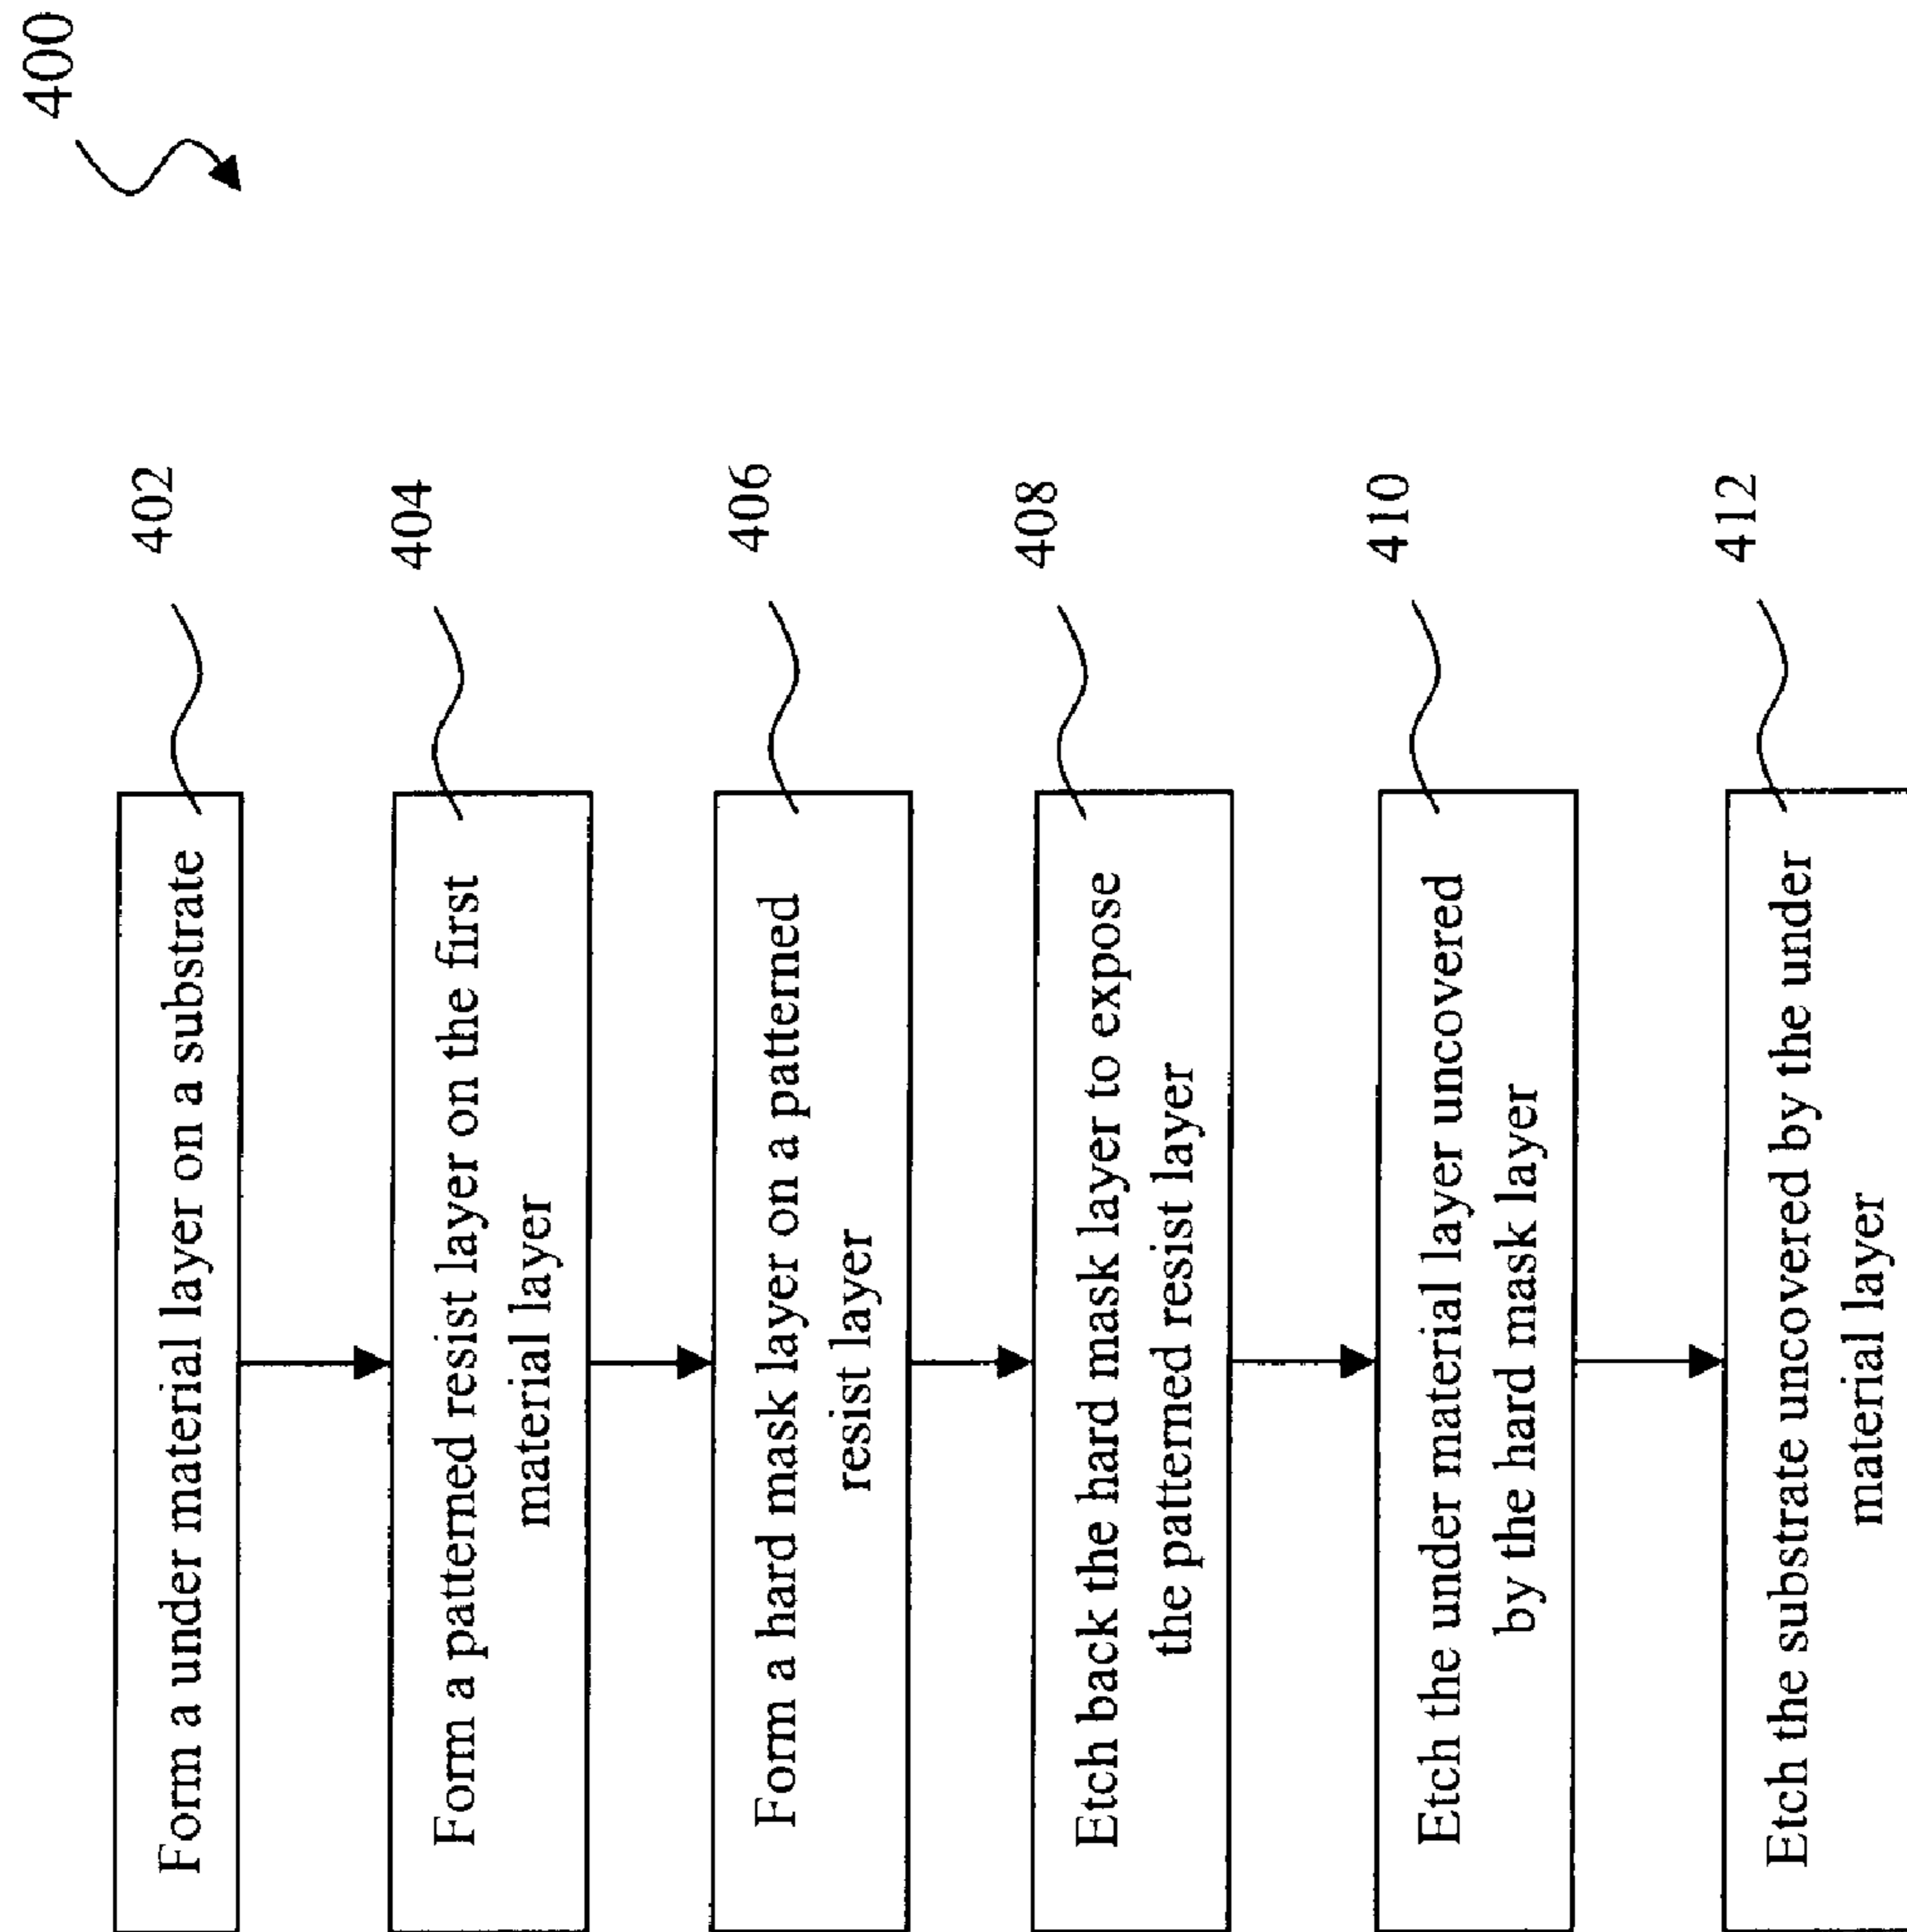 400
Form a under material layer on a substrate
402
Form a patterned resist layer on the first
material layer
404
Form a hard mask layer on a patterned
resist layer
406
Etch back the hard mask layer to expose
the patterned resist layer
408
Etch the under material layer uncovered
by the hard mask layer
410
Etch the substrate uncovered by the under
material layer
412